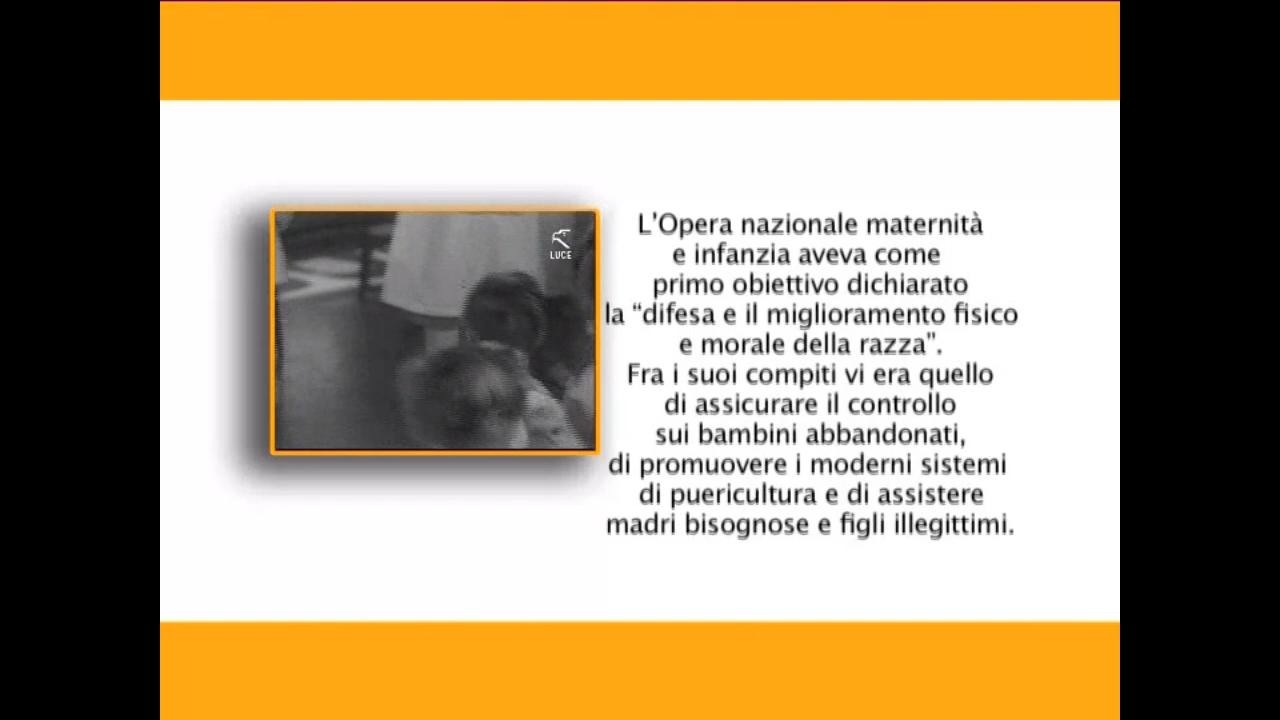 LUCE
L'Opera nazionale maternità
e infanzia aveva come
primo obiettivo dichiarato
la “difesa e il miglioramento fisico
e morale della razza”.
Fra i suoi compiti vi era quello
di assicurare il controllo
sui bambini abbandonati,
di promuovere i moderni sistemi
di puericultura e di assistere
madri bisognose e figli illegittimi.